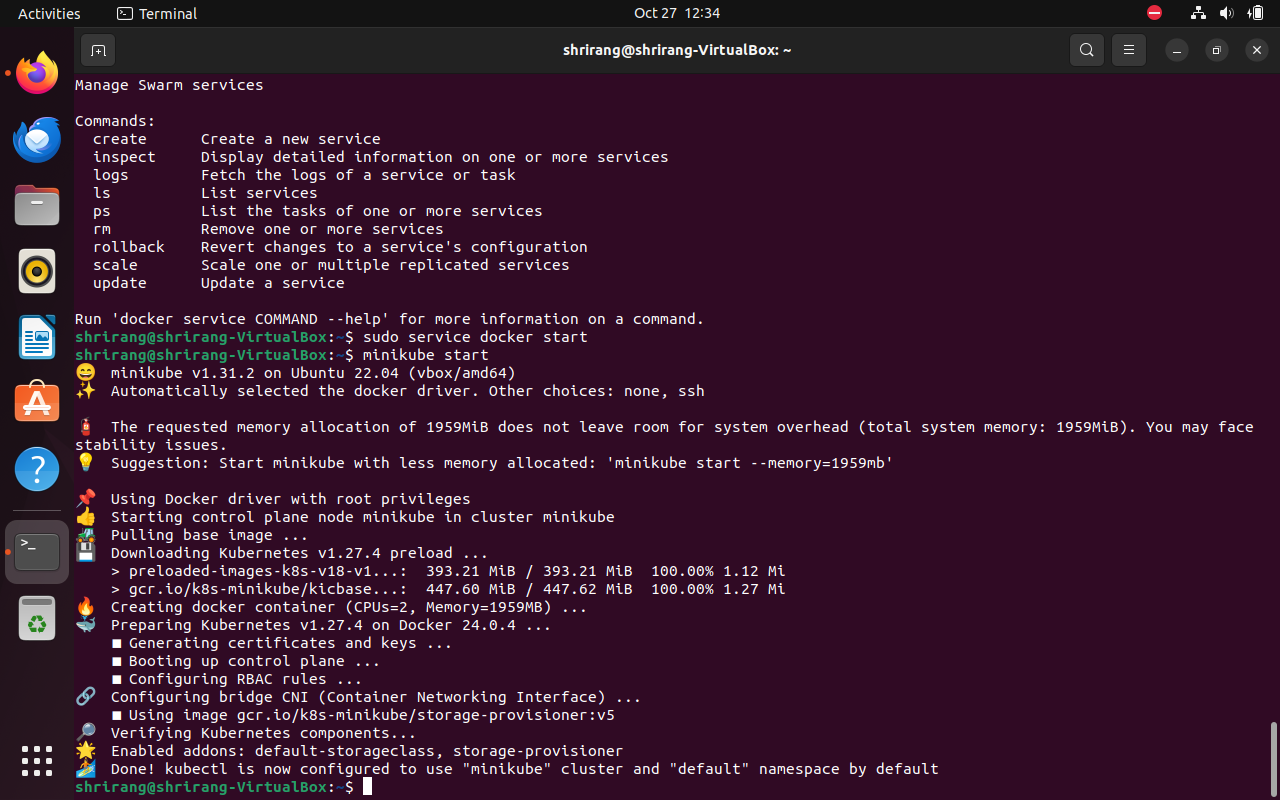 Activities
Terminal
Oct 27 12:34
shrirang@shrirang-VirtualBox: ~
Manage Swarm services
Commands:
create Create a new service
inspect Display detailed information on one or more services
logs Fetch the logs of a service or task
ls List services
ps List the tasks of one or more services
rm Remove one or more services
rollback Revert changes to a service's configuration
scale Scale one or multiple replicated services
update Update a service
Run 'docker service COMMAND --help' for more information on a command.
shrirang@shrirang-VirtualBox:~$ sudo service docker start
shrirang@shrirang-VirtualBox:~$ minikube start
😄 minikube v1.31.2 on Ubuntu 22.04 (vbox/amd64)
✨ Automatically selected the docker driver. Other choices: none, ssh
🧯 The requested memory allocation of 1959MiB does not leave room for system overhead (total system memory: 1959MiB). You may face
stability issues.
💡 Suggestion: Start minikube with less memory allocated: 'minikube start --memory=1959mb'
📌 Using Docker driver with root privileges
👍 Starting control plane node minikube in cluster minikube
🚜 Pulling base image ...
💾 Downloading Kubernetes v1.27.4 preload ...
> preloaded-images-k8s-v18-v1...: 393.21 MiB / 393.21 MiB 100.00% 1.12 Mi
> gcr.io/k8s-minikube/kicbase...: 447.60 MiB / 447.62 MiB 100.00% 1.27 Mi
🔥 Creating docker container (CPUs=2, Memory=1959MB) ...
🐳 Preparing Kubernetes v1.27.4 on Docker 24.0.4 ...
■ Generating certificates and keys ...
■ Booting up control plane ...
■ Configuring RBAC rules ...
🔗 Configuring bridge CNI (Container Networking Interface) ...
■ Using image gcr.io/k8s-minikube/storage-provisioner:v5
🔎 Verifying Kubernetes components...
🌟 Enabled addons: default-storageclass, storage-provisioner
🏄 Done! kubectl is now configured to use "minikube" cluster and "default" namespace by default
shrirang@shrirang-VirtualBox:~$